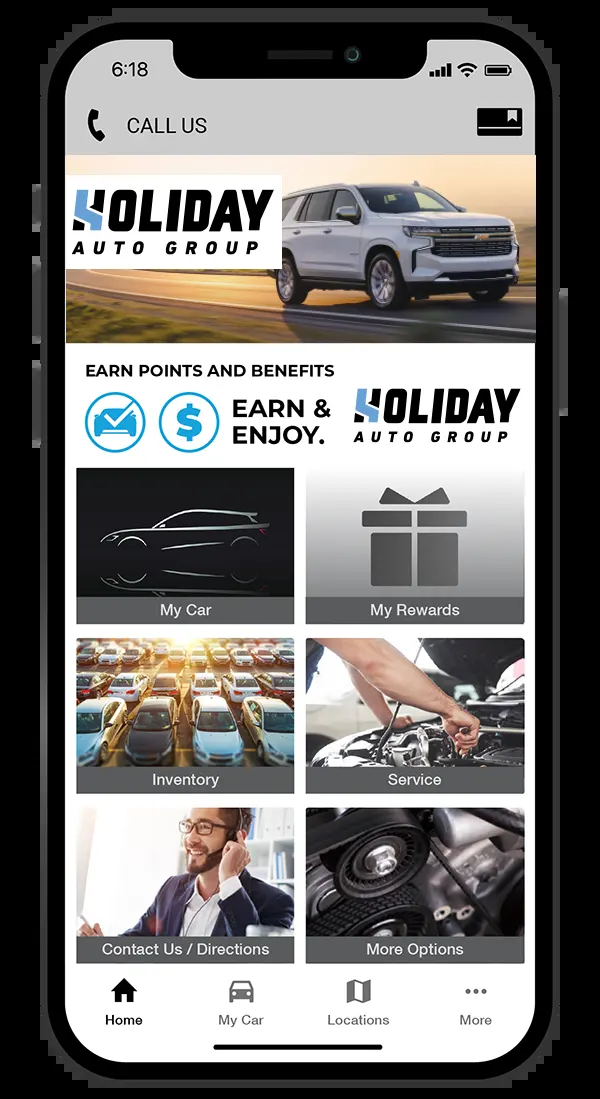 6:18
CALL US
HOLIDAY
AUTO GROUP
EARN POINTS AND BENEFITS
EARN &
ENJOY.
HOLIDAY
AUTO GROUP
My Car
My Rewards
Inventory
Service
Contact Us / Directions
More Options
Home
My Car
Locations
More